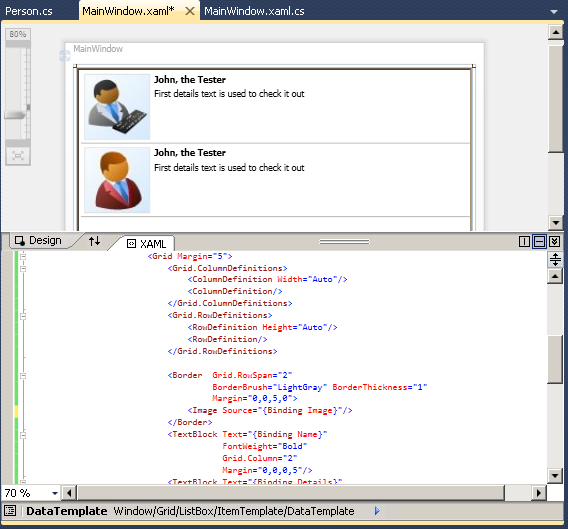 Person.cs MainWindow.xaml* × MainWindow.xaml.cs
80%
MainWindow
John, the Tester
First details text is used to check it out
John, the Tester
First details text is used to check it out
Design XAML
<Grid Margin="5">
<Grid.ColumnDefinitions>
<ColumnDefinition Width="Auto"/>
<ColumnDefinition/>
</Grid.ColumnDefinitions>
<Grid.RowDefinitions>
<RowDefinition Height="Auto"/>
<RowDefinition/>
</Grid.RowDefinitions>
<Border Grid.RowSpan="2"
BorderBrush="LightGray" BorderThickness="1"
Margin="0,0,5,0">
<Image Source="{Binding Image}"/>
</Border>
<TextBlock Text="{Binding Name}"
FontWeight="Bold"
Grid.Column="2"
Margin="0,0,0,5"/>
<TextBlock Text="{Binding Details}"
70 %
DataTemplate Window/Grid/ListBox/ItemTemplate/DataTemplate